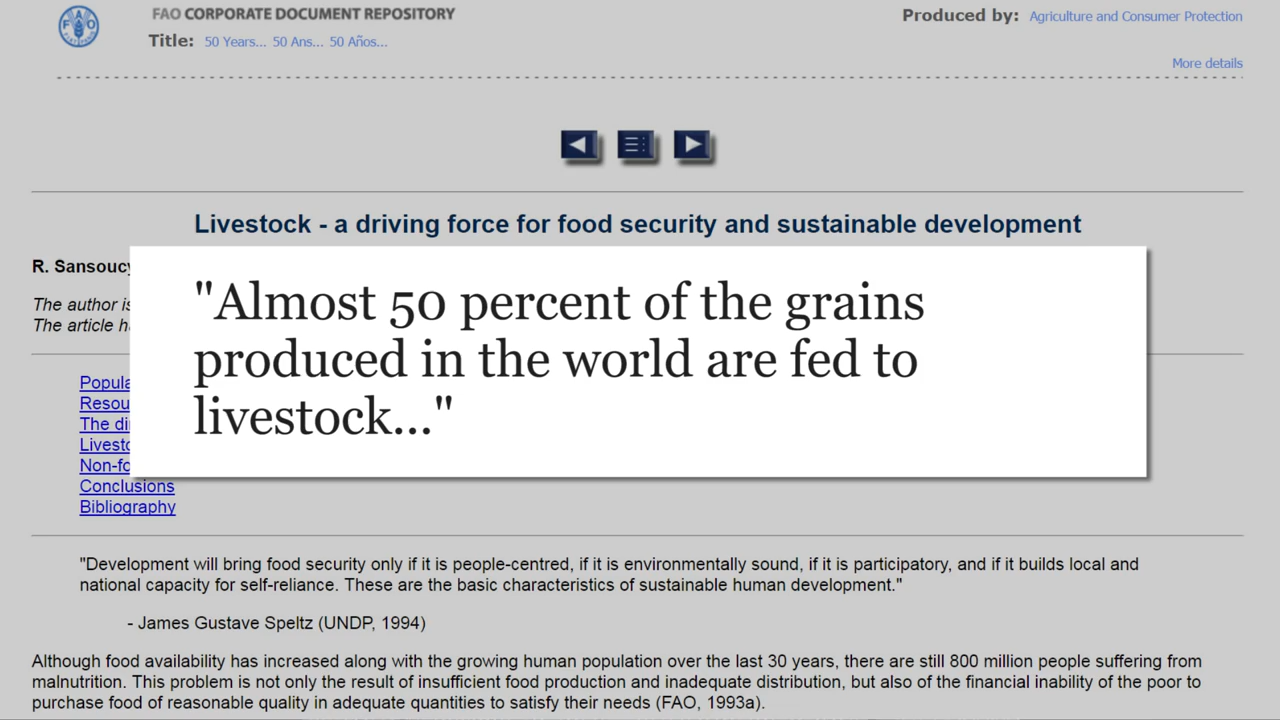 FAO CORPORATE DOCUMENT REPOSITORY
Produced by: Agriculture and Consumer Protection
Title: 50 Years... 50 Ans... 50 Años...
More details
Livestock - a driving force for food security and sustainable development
R. Sansoucy
The author is
The article
"Almost 50 percent of the grains
produced in the world are fed to
livestock..."
Conclusions
Bibliography
"Development will bring food security only if it is people-centred, if it is environmentally sound, if it is participatory, and if it builds local and
national capacity for self-reliance. These are the basic characteristics of sustainable human development."
- James Gustave Speltz (UNDP, 1994)
Although food availability has increased along with the growing human population over the last 30 years, there are still 800 million people suffering from
malnutrition. This problem is not only the result of insufficient food production and inadequate distribution, but also of the financial inability of the poor to
purchase food of reasonable quality in adequate quantities to satisfy their needs (FAO, 1993a).